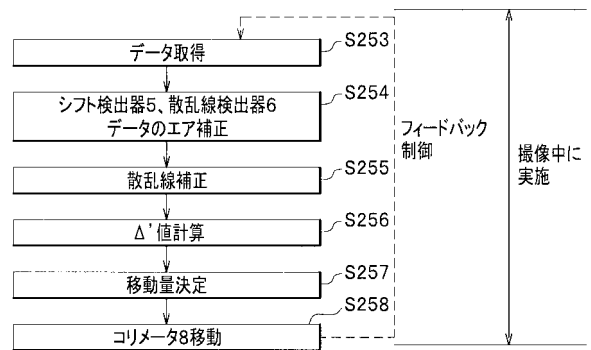 データ取得
S253
シフト検出器5、散乱線検出器6
データのエア補正
S254
散乱線補正
S255
Δ'値計算
S256
移動量決定
S257
コリメータ8移動
S258
フィードバック
制御
撮像中に
実施